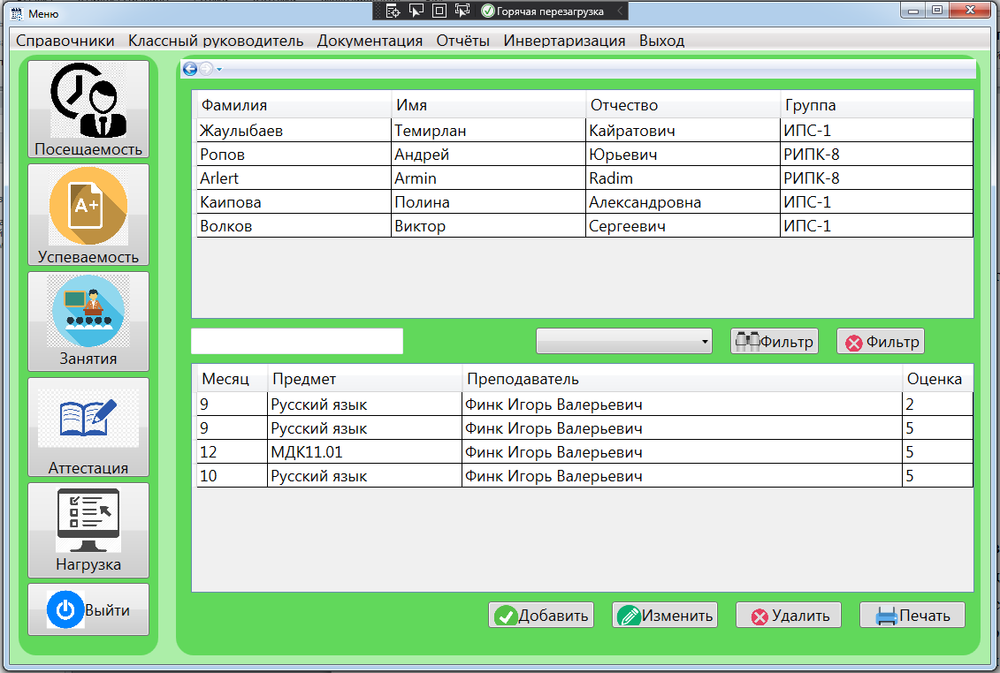 Меню
Горячая перезагрузка
Справочники Классный руководитель Документация Отчёты Инвертаризация Выход
Посещаемость
A+
Успеваемость
Занятия
Аттестация
Нагрузка
Выйти
Фамилия Имя Отчество Группа
Жаулыбаев Темирлан Кайратович ИПС-1
Ропов Андрей Юрьевич РИПК-8
Arlert Armin Radim РИПК-8
Каипова Полина Александровна ИПС-1
Волков Виктор Сергеевич ИПС-1
Фильтр Фильтр
Месяц Предмет Преподаватель Оценка
9 Русский язык Финк Игорь Валерьевич 2
9 Русский язык Финк Игорь Валерьевич 5
12 МДК11.01 Финк Игорь Валерьевич 5
10 Русский язык Финк Игорь Валерьевич 5
Добавить Изменить Удалить Печать